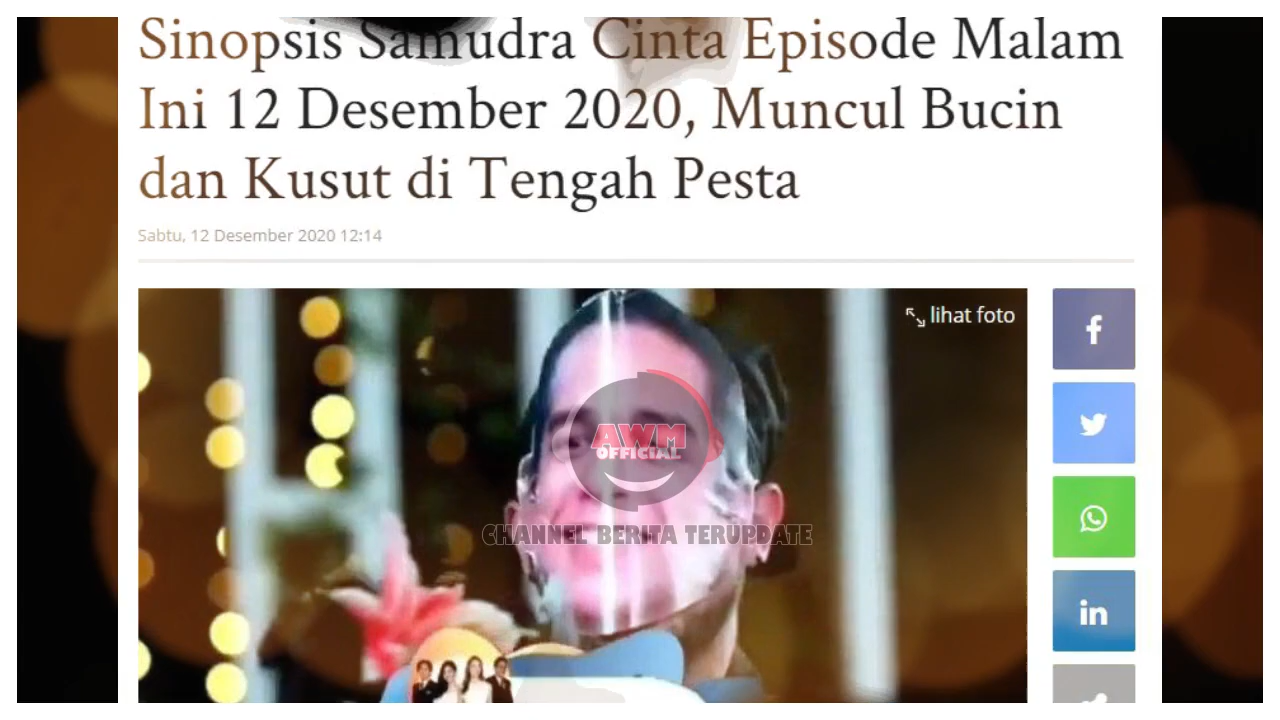 Sinopsis Samudra Cinta Episode Malam
Ini 12 Desember 2020, Muncul Bucin
dan Kusut di Tengah Pesta
Sabtu, 12 Desember 2020 12:14
lihat foto
AWM
OFFICIAL
CHANNEL BERITA TERUPDATE
f
in